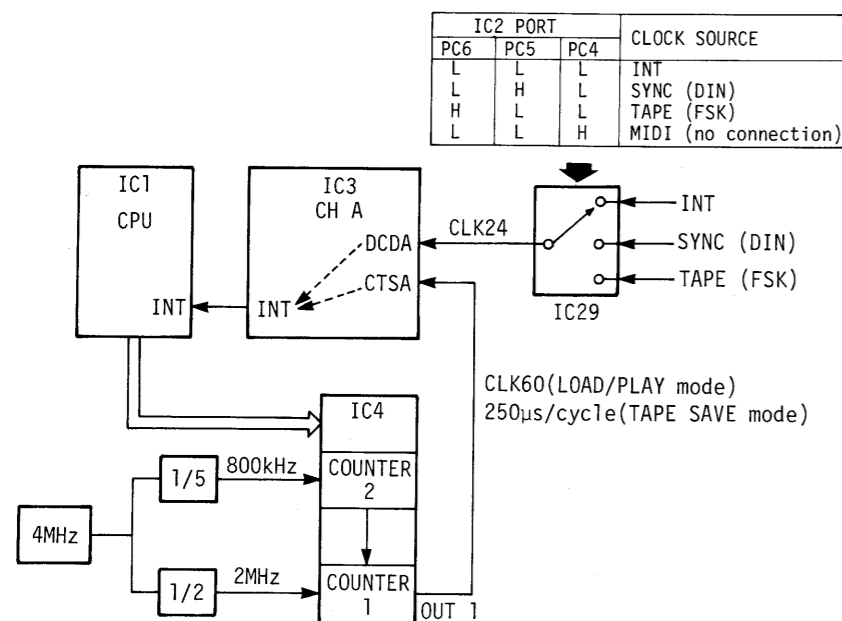 IC2 PORT
PC6 PC5 PC4 CLOCK SOURCE
L L L INT
L H L SYNC (DIN)
H L L TAPE (FSK)
L L H MIDI (no connection)
IC1
CPU
INT
IC3
CH A
DCDA
CTSA
INT
CLK24
INT
SYNC (DIN)
TAPE (FSK)
IC29
CLK60(LOAD/PLAY mode)
250μs/cycle(TAPE SAVE mode)
IC4
COUNTER
2
COUNTER
1
OUT 1
4MHz
1/5
800kHz
1/2
2MHz